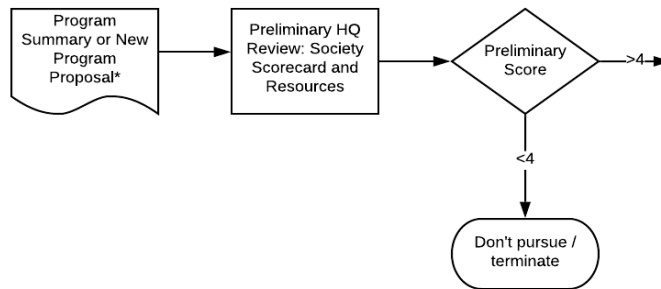 Program
Summary or New
Program
Proposal*
Preliminary HQ
Review: Society
Scorecard and
Resources
Preliminary
Score
>4
<4
Don't pursue /
terminate